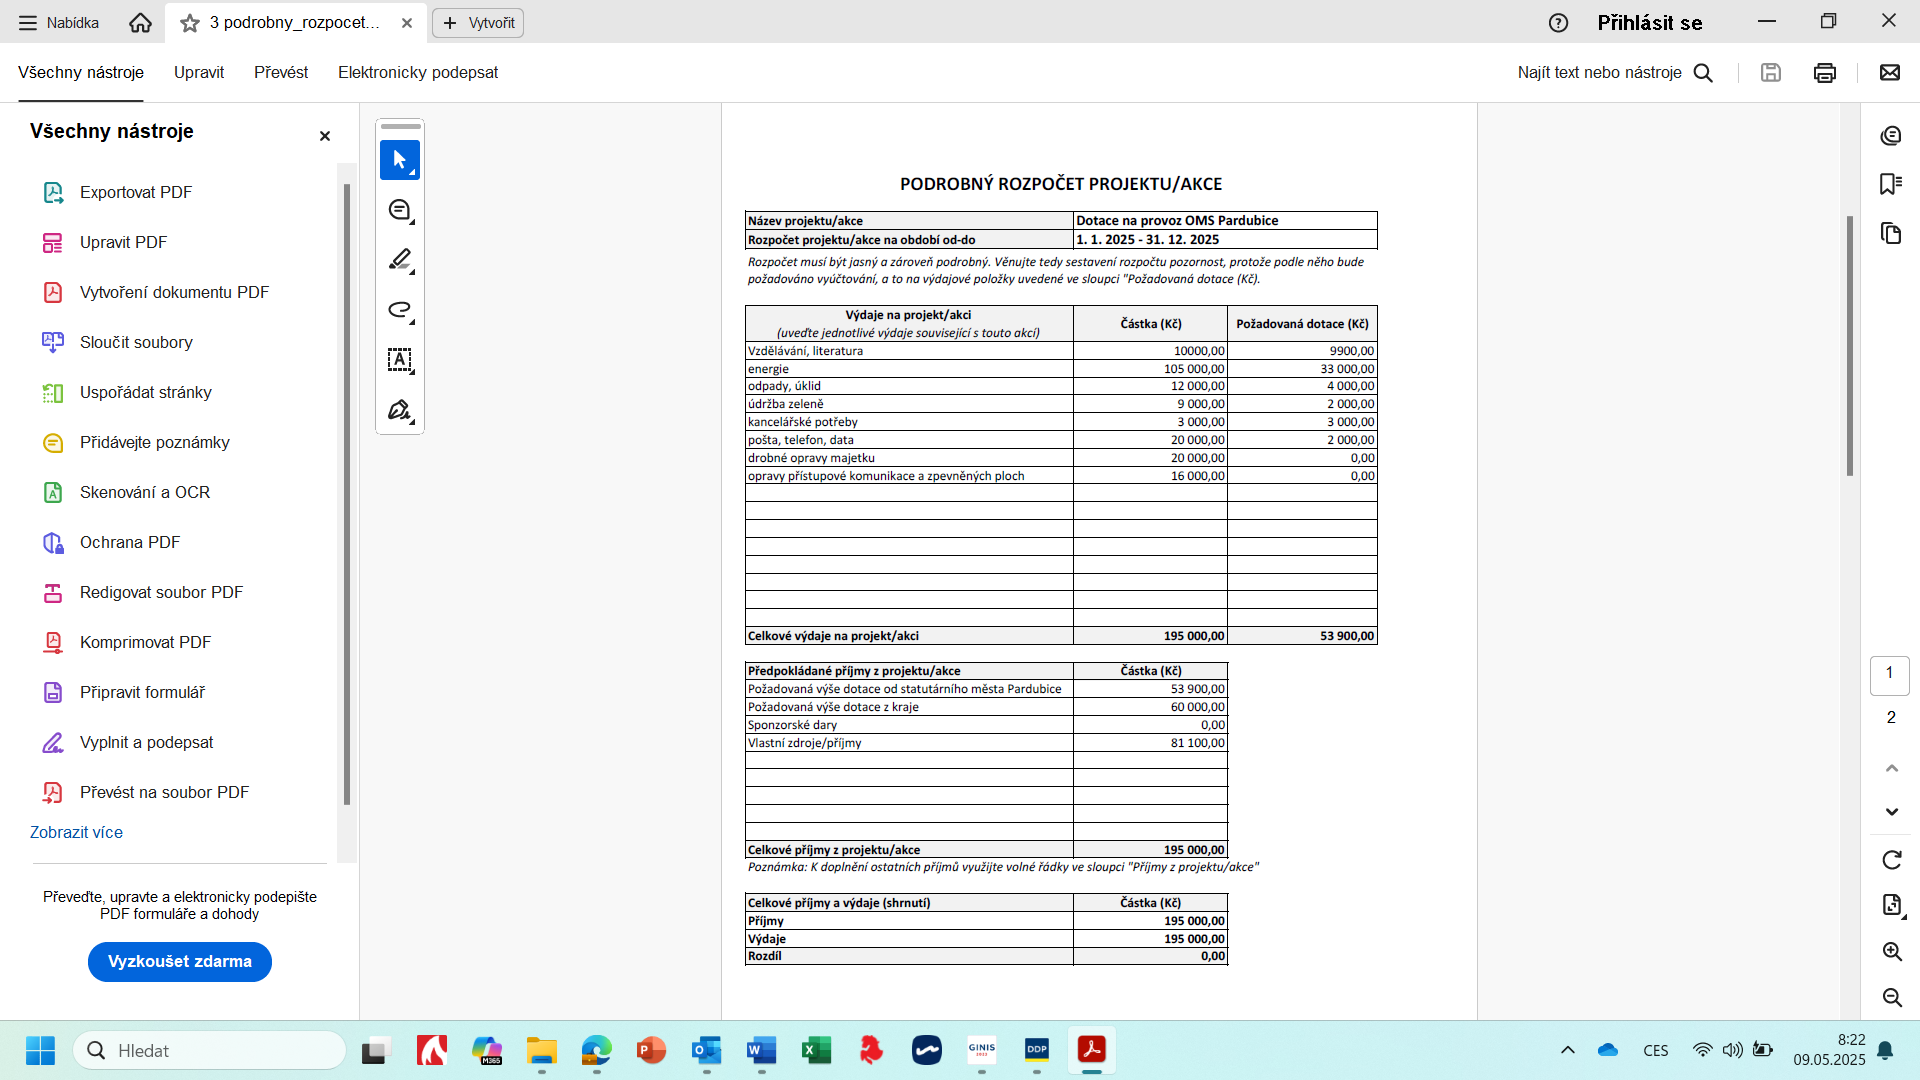 Nabídka
3 podrobny_rozpocet...
Vytvořit
Přihlásit se
Všechny nástroje
Upravit
Převést
Elektronicky podepsat
Najít text nebo nástroje
Všechny nástroje
Exportovat PDF
Upravit PDF
Vytvoření dokumentu PDF
Sloučit soubory
Uspořádat stránky
Přidávejte poznámky
Skenování a OCR
Ochrana PDF
Redigovat soubor PDF
Komprimovat PDF
Připravit formulář
Vyplnit a podepsat
Převést na soubor PDF
Zobrazit více
Převeďte, upravte a elektronicky podepište
PDF formuláře a dohody
Vyzkoušet zdarma
PODROBNÝ ROZPOČET PROJEKTU/AKCE
Název projektu/akce Dotace na provoz OMS Pardubice
Rozpočet projektu/akce na období od-do 1. 1. 2025 - 31. 12. 2025
Rozpočet musí být jasný a zároveň podrobný. Věnujte tedy sestavení rozpočtu pozornost, protože podle něho bude
požadováno vyúčtování, a to na výdajové položky uvedené ve sloupci "Požadovaná dotace (Kč).
Výdaje na projekt/akci
(uveďte jednotlivé výdaje související s touto akcí)
Částka (Kč) Požadovaná dotace (Kč)
Vzdělávání, literatura 10000,00 9900,00
energie 105 000,00 33 000,00
odpady, úklid 12 000,00 4 000,00
údržba zeleně 9 000,00 2 000,00
kancelářské potřeby 3 000,00 3 000,00
pošta, telefon, data 20 000,00 2 000,00
drobné opravy majetku 20 000,00 0,00
opravy přístupové komunikace a zpevněných ploch 16 000,00 0,00
Celkové výdaje na projekt/akci 195 000,00 53 900,00
Předpokládané příjmy z projektu/akce Částka (Kč)
Požadovaná výše dotace od statutárního města Pardubice 53 900,00
Požadovaná výše dotace z kraje 60 000,00
Sponzorské dary 0,00
Vlastní zdroje/příjmy 81 100,00
Celkové příjmy z projektu/akce 195 000,00
Poznámka: K doplnění ostatních příjmů využijte volné řádky ve sloupci "Příjmy z projektu/akce"
Celkové příjmy a výdaje (shrnutí) Částka (Kč)
Příjmy 195 000,00
Výdaje 195 000,00
Rozdíl 0,00
1
2
Hledat
M365
GINIS
DDP
CES
8:22
09.05.2025